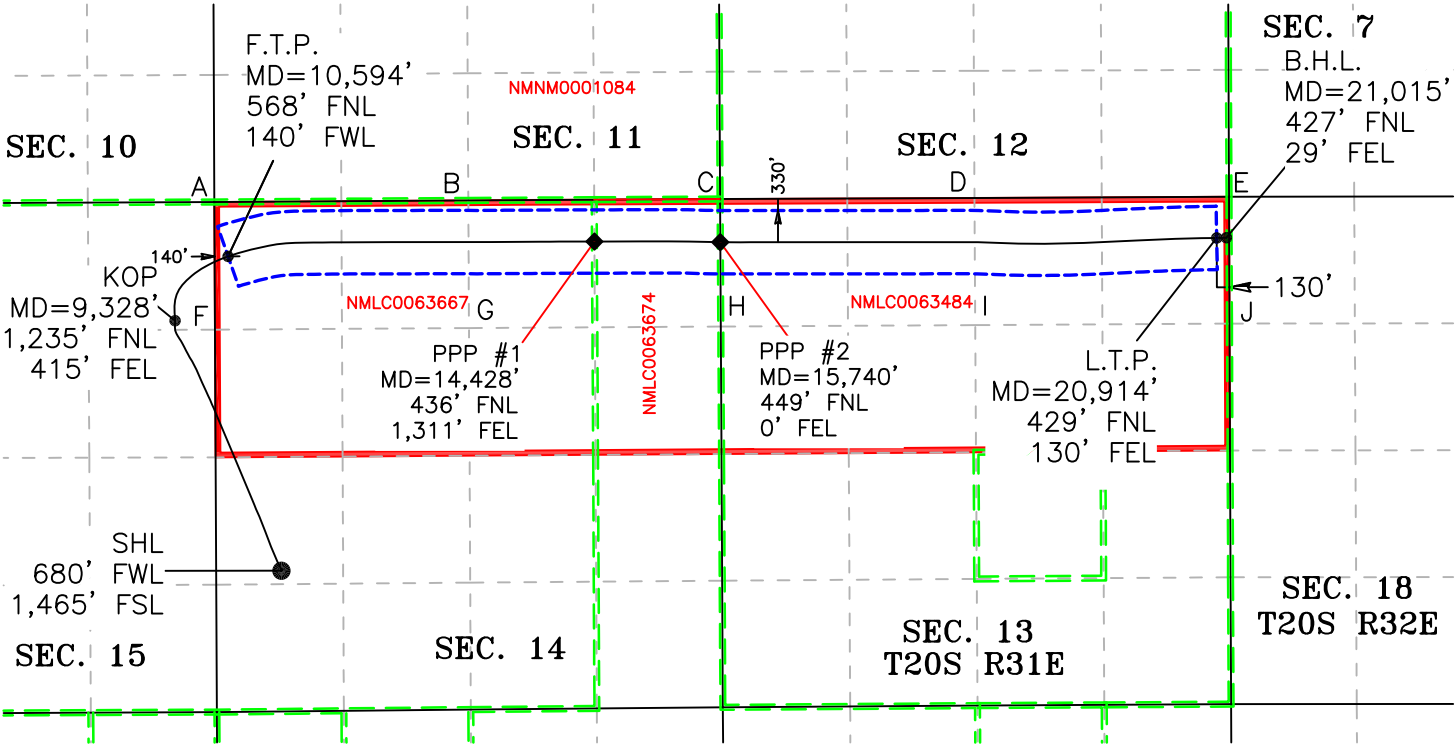 SEC. 7
F.T.P.
MD=10,594'
568' FNL
140' FWL
B.H.L.
MD=21,015'
427' FNL
29' FEL
NMNM0001084
SEC. 10
SEC. 11
SEC. 12
A
B
C
D
E
330'
140'
KOP
MD=9,328'
1,235' FNL
415' FEL
F
NMLC0063667
G
NMLC0063674
H
NMLC0063484
I
J
130'
PPP #1
MD=14,428'
436' FNL
1,311' FEL
PPP #2
MD=15,740'
449' FNL
0' FEL
L.T.P.
MD=20,914'
429' FNL
130' FEL
SHL
680' FWL
1,465' FSL
SEC. 15
SEC. 14
SEC. 13
T20S R31E
SEC. 18
T20S R32E